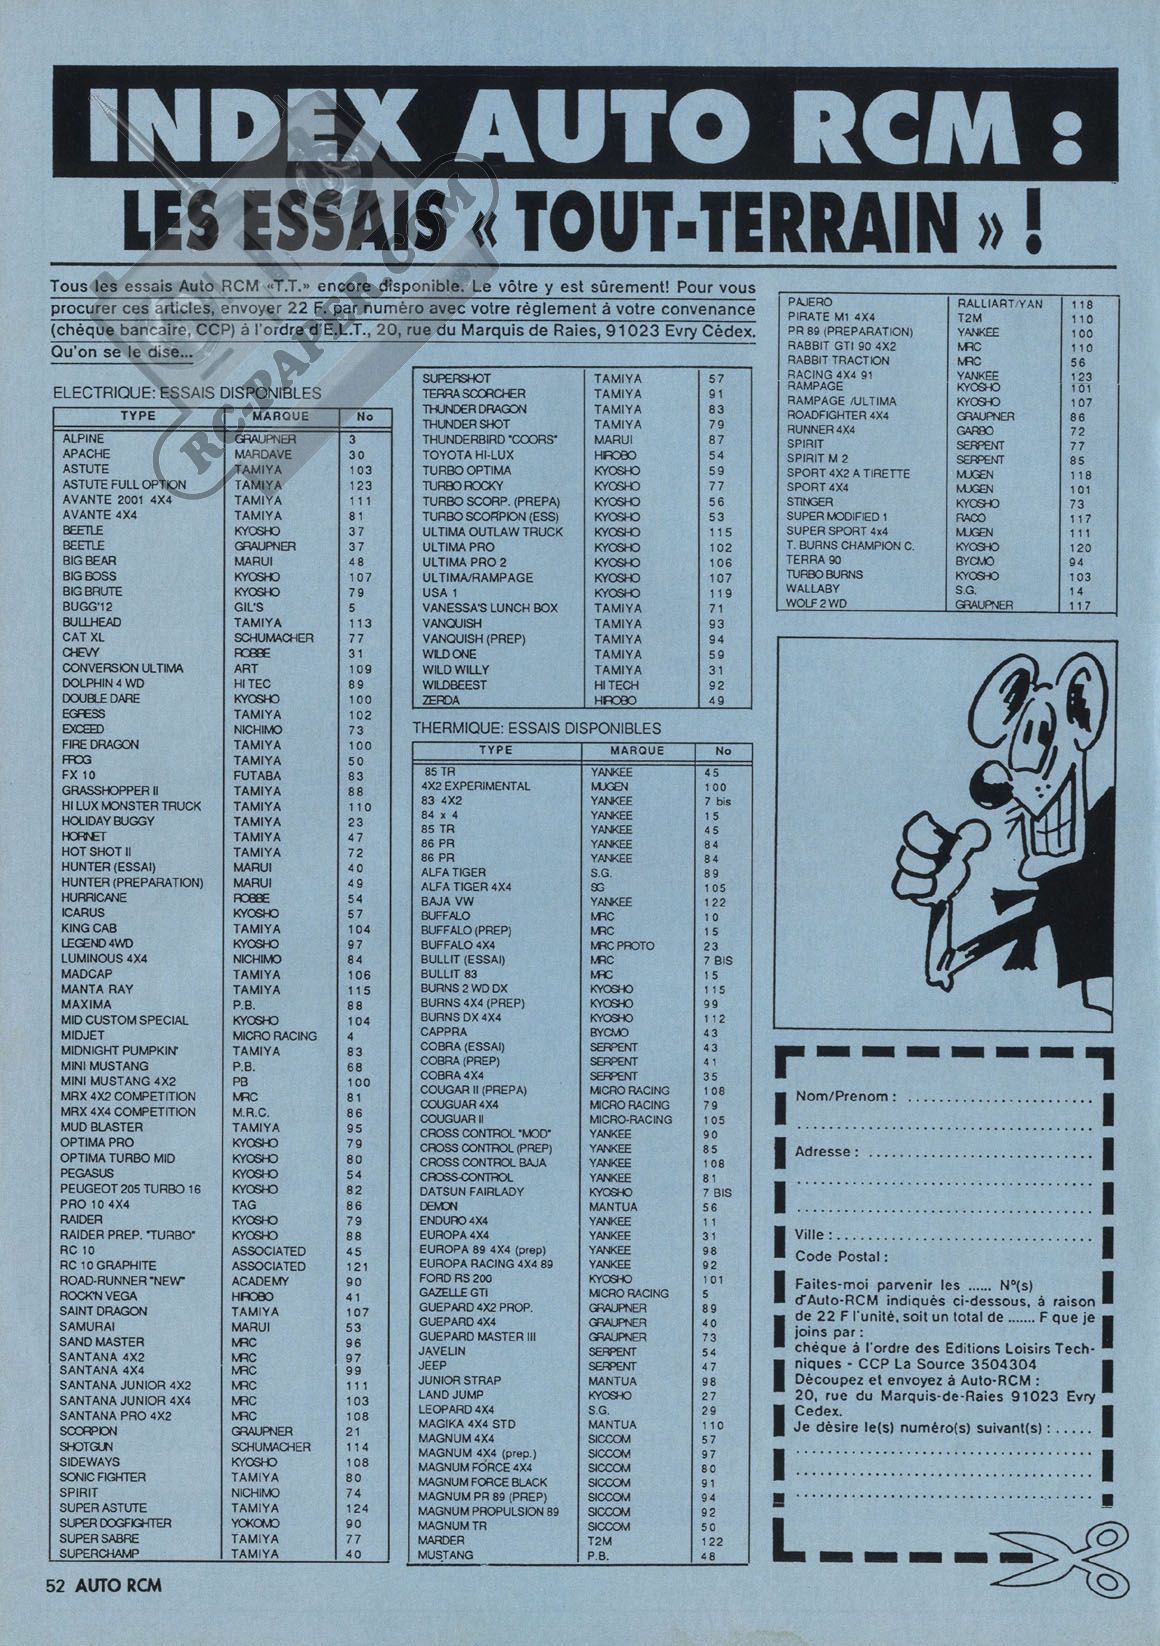 INDEX AUTO RCM :
LES ESSAIS « TOUT-TERRAIN » !
Tous les essais Auto RCM «T.T.» encore disponible. Le vôtre y est sûrement! Pour vous
procurer ces articles, envoyer 22 F. par numéro avec votre règlement à votre convenance
(chéque bancaire, CCP) à l'ordre d'E.L.T., 20, rue du Marquis de Raies, 91023 Evry Cédex.
Qu'on se le dise...
ELECTRIQUE: ESSAIS DISPONIBLES
TYPE MARQUE No
ALPINE GRAUPNER 3
APACHE MARDAVE 30
ASTUTE TAMIYA 103
ASTUTE FULL OPTION TAMIYA 123
AVANTE 2001 4X4 TAMIYA 111
AVANTE 4X4 TAMIYA 81
BEETLE KYOSHO 37
BEETLE GRAUPNER 37
BIG BEAR MARUI 48
BIG BOSS KYOSHO 107
BIG BRUTE KYOSHO 79
BUGG'12 GIL'S 5
BULLHEAD TAMIYA 113
CAT XL SCHUMACHER 77
CHEVY ROBBE 31
CONVERSION ULTIMA ART 109
DOLPHIN 4 WD HI TEC 89
DOUBLE DARE KYOSHO 100
EGRESS TAMIYA 102
EXCEED NICHIMO 73
FIRE DRAGON TAMIYA 100
FROG TAMIYA 50
FX 10 FUTABA 83
GRASSHOPPER II TAMIYA 88
HI LUX MONSTER TRUCK TAMIYA 110
HOLIDAY BUGGY TAMIYA 23
HORNET TAMIYA 47
HOT SHOT II TAMIYA 72
HUNTER (ESSAI) MARUI 40
HUNTER (PREPARATION) MARUI 49
HURRICANE ROBBE 54
ICARUS KYOSHO 57
KING CAB TAMIYA 104
LEGEND 4WD KYOSHO 97
LUMINOUS 4X4 NICHIMO 84
MADCAP TAMIYA 106
MANTA RAY TAMIYA 115
MAXIMA P.B. 88
MID CUSTOM SPECIAL KYOSHO 104
MIDJET MICRO RACING 4
MIDNIGHT PUMPKIN' TAMIYA 83
MINI MUSTANG P.B. 68
MINI MUSTANG 4X2 PB 100
MRX 4X2 COMPETITION MRC 81
MRX 4X4 COMPETITION M.R.C. 86
MUD BLASTER TAMIYA 95
OPTIMA PRO KYOSHO 79
OPTIMA TURBO MID KYOSHO 80
PEGASUS KYOSHO 54
PEUGEOT 205 TURBO 16 KYOSHO 82
PRO 10 4X4 TAG 86
RAIDER KYOSHO 79
RAIDER PREP. "TURBO" KYOSHO 88
RC 10 ASSOCIATED 45
RC 10 GRAPHITE ASSOCIATED 121
ROAD-RUNNER "NEW" ACADEMY 90
ROCK'N VEGA HIROBO 41
SAINT DRAGON TAMIYA 107
SAMURAI MARUI 53
SAND MASTER MRC 96
SANTANA 4X2 MRC 97
SANTANA 4X4 MRC 99
SANTANA JUNIOR 4X2 MRC 111
SANTANA JUNIOR 4X4 MRC 103
SANTANA PRO 4X2 MRC 108
SCORPION GRAUPNER 21
SHOTGUN SCHUMACHER 114
SIDEWAYS KYOSHO 108
SONIC FIGHTER TAMIYA 80
SPIRIT NICHIMO 74
SUPER ASTUTE TAMIYA 124
SUPER DOGFIGHTER YOKOMO 90
SUPER SABRE TAMIYA 77
SUPERCHAMP TAMIYA 40
SUPERSHOT TAMIYA 57
TERRA SCORCHER TAMIYA 91
THUNDER DRAGON TAMIYA 83
THUNDER SHOT TAMIYA 79
THUNDERBIRD "COORS" MARUI 87
TOYOTA HI-LUX HIROBO 54
TURBO OPTIMA KYOSHO 59
TURBO ROCKY KYOSHO 77
TURBO SCORP. (PREPA) KYOSHO 56
TURBO SCORPION (ESS) KYOSHO 53
ULTIMA OUTLAW TRUCK KYOSHO 115
ULTIMA PRO KYOSHO 102
ULTIMA PRO 2 KYOSHO 106
ULTIMA/RAMPAGE KYOSHO 107
USA 1 KYOSHO 119
VANESSA'S LUNCH BOX TAMIYA 71
VANQUISH TAMIYA 93
VANQUISH (PREP) TAMIYA 94
WILD ONE TAMIYA 59
WILD WILLY TAMIYA 31
WILDBEEST HI TECH 92
ZERDA HIROBO 49
THERMIQUE: ESSAIS DISPONIBLES
TYPE MARQUE No
85 TR YANKEE 45
4X2 EXPERIMENTAL MUGEN 100
83 4X2 YANKEE 7 bis
84 x 4 YANKEE 15
85 TR YANKEE 45
86 PR YANKEE 84
86 PR YANKEE 84
ALFA TIGER S.G. 89
ALFA TIGER 4X4 SG 105
BAJA VW YANKEE 122
BUFFALO MRC 10
BUFFALO (PREP) MRC 15
BUFFALO 4X4 MRC PROTO 23
BULLIT (ESSAI) MRC 7 BIS
BULLIT 83 MRC 15
BURNS 2 WD DX KYOSHO 115
BURNS 4X4 (PREP) KYOSHO 99
BURNS DX 4X4 KYOSHO 112
CAPPRA BYCMO 43
COBRA (ESSAI) SERPENT 43
COBRA (PREP) SERPENT 41
COBRA 4X4 SERPENT 35
COUGAR II (PREPA) MICRO RACING 108
COUGUAR 4X4 MICRO RACING 79
COUGUAR II MICRO-RACING 105
CROSS CONTROL "MOD" YANKEE 90
CROSS CONTROL (PREP) YANKEE 85
CROSS CONTROL BAJA YANKEE 108
CROSS-CONTROL YANKEE 81
DATSUN FAIRLADY KYOSHO 7 BIS
DEMON MANTUA 56
ENDURO 4X4 YANKEE 11
EUROPA 4X4 YANKEE 31
EUROPA 89 4X4 (prep) YANKEE 98
EUROPA RACING 4X4 89 YANKEE 92
FORD RS 200 KYOSHO 101
GAZELLE GTI MICRO RACING 5
GUEPARD 4X2 PROP. GRAUPNER 89
GUEPARD 4X4 GRAUPNER 40
GUEPARD MASTER III GRAUPNER 73
JAVELIN SERPENT 54
JEEP SERPENT 47
JUNIOR STRAP MANTUA 98
LAND JUMP KYOSHO 27
LEOPARD 4X4 S.G. 29
MAGIKA 4X4 STD MANTUA 110
MAGNUM 4X4 SICCOM 57
MAGNUM 4X4 (prep.) SICCOM 97
MAGNUM FORCE 4X4 SICCOM 80
MAGNUM FORCE BLACK SICCOM 91
MAGNUM PR 89 (PREP) SICCOM 94
MAGNUM PROPULSION 89 SICCOM 92
MAGNUM TR SICCOM 50
MARDER T2M 122
MUSTANG P.B. 48
PAJERO RALLIART/YAN 118
PIRATE M1 4X4 T2M 110
PR 89 (PREPARATION) YANKEE 100
RABBIT GTI 90 4X2 MRC 110
RABBIT TRACTION MRC 56
RACING 4X4 91 YANKEE 123
RAMPAGE KYOSHO 101
RAMPAGE /ULTIMA KYOSHO 107
ROADFIGHTER 4X4 GRAUPNER 86
RUNNER 4X4 GARBO 72
SPIRIT SERPENT 77
SPIRIT M 2 SERPENT 85
SPORT 4X2 A TIRETTE MUGEN 118
SPORT 4X4 MUGEN 101
STINGER KYOSHO 73
SUPER MODIFIED 1 RACO 117
SUPER SPORT 4x4 MUGEN 111
T. BURNS CHAMPION C. KYOSHO 120
TERRA 90 BYCMO 94
TURBO BURNS KYOSHO 103
WALLABY S.G. 14
WOLF 2 WD GRAUPNER 117
Nom/Prenom : ........................
Adresse : ........................
Ville : ........................
Code Postal :
Faites-moi parvenir les ...... N°(s)
d'Auto-RCM indiqués ci-dessous, à raison
de 22 F l'unité, soit un total de ....... F que je
joins par :
chéque à l'ordre des Editions Loisirs Tech-
niques - CCP La Source 3504304
Découpez et envoyez à Auto-RCM :
20, rue du Marquis-de-Raies 91023 Evry
Cedex.
Je désire le(s) numéro(s) suivant(s) : .....
52 AUTO RCM
RC-PAPER.COM